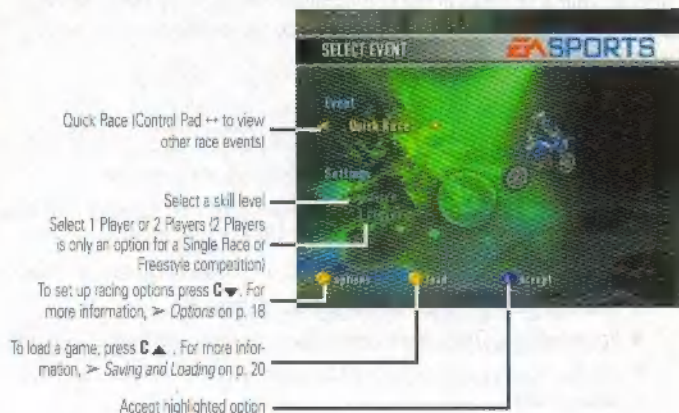 SELECT EVENT
EA SPORTS
Event
Quick Race
Settings
options
load
accept
Quick Race (Control Pad ↔ to view
other race events)
Select a skill level
Select 1 Player or 2 Players (2 Players
is only an option for a Single Race or
Freestyle competition)
To set up racing options press C▼. For
more information, ➢ Options on p. 18
To load a game, press C▲ . For more infor-
mation, ➢ Saving and Loading on p. 20
Accept highlighted option